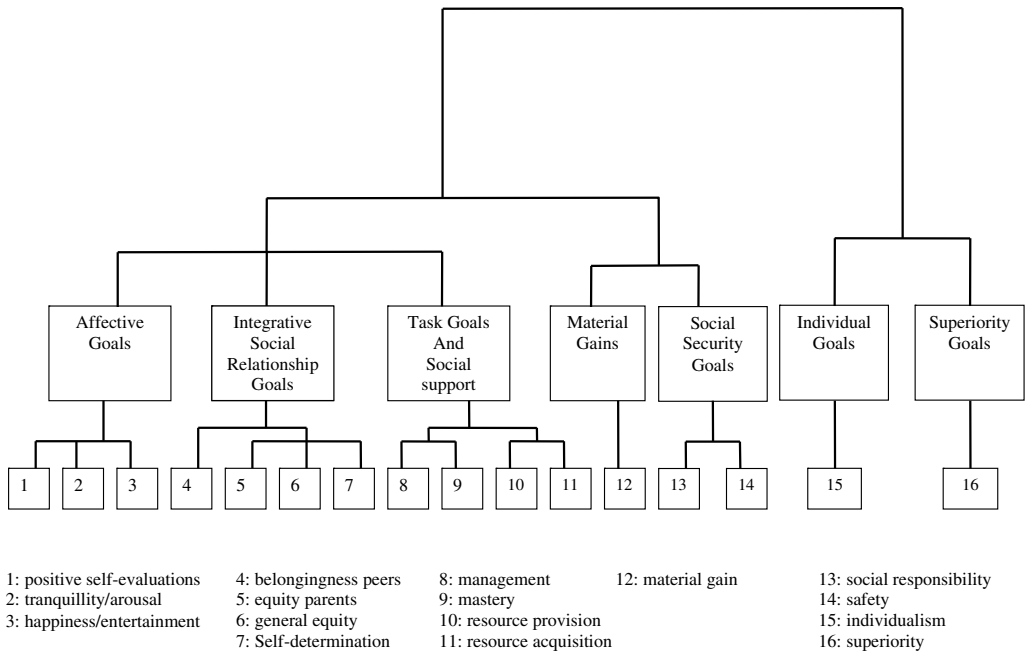 Affective
Goals
Integrative
Social
Relationship
Goals
Task Goals
And
Social
support
Material
Gains
Social
Security
Goals
Individual
Goals
Superiority
Goals
1
2
3
4
5
6
7
8
9
10
11
12
13
14
15
16
1: positive self-evaluations
2: tranquillity/arousal
3: happiness/entertainment
4: belongingness peers
5: equity parents
6: general equity
7: Self-determination
8: management
9: mastery
10: resource provision
11: resource acquisition
12: material gain
13: social responsibility
14: safety
15: individualism
16: superiority